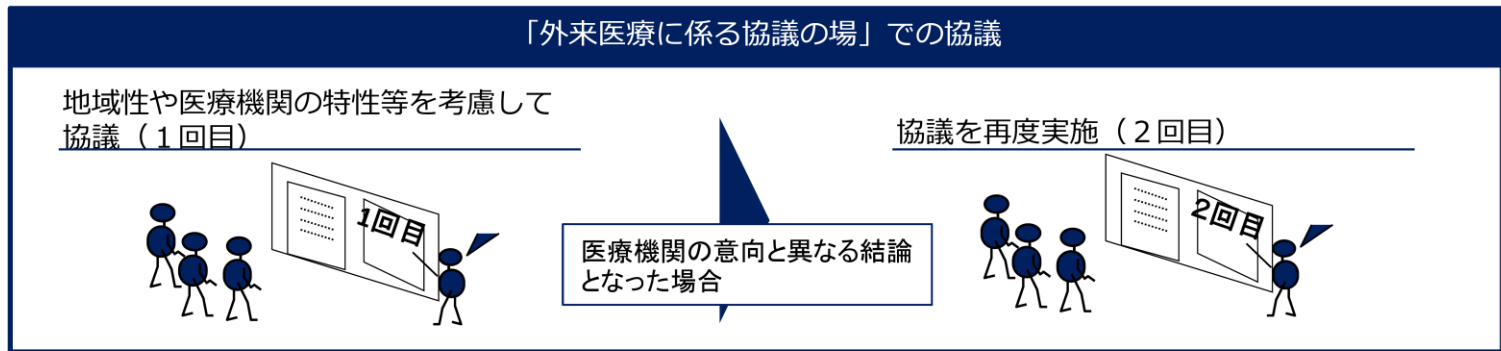 「外来医療に係る協議の場」での協議
地域性や医療機関の特性等を考慮して
協議（１回目）
1回目
医療機関の意向と異なる結論
となった場合
協議を再度実施（２回目）
2回目